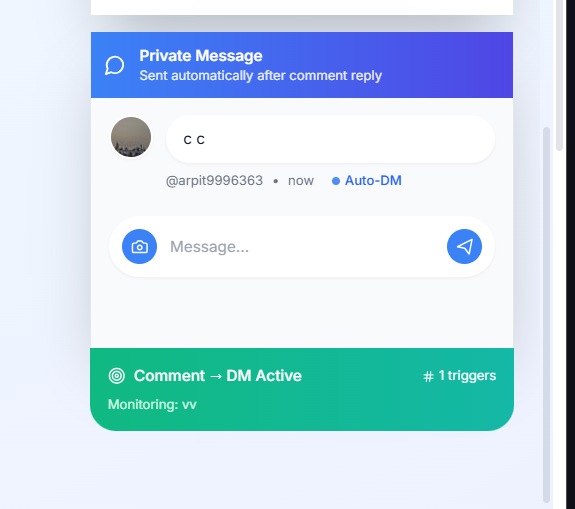 Private Message
Sent automatically after comment reply
c c
@arpit9996363 • now Auto-DM
Message...
Comment → DM Active # 1 triggers
Monitoring: vv